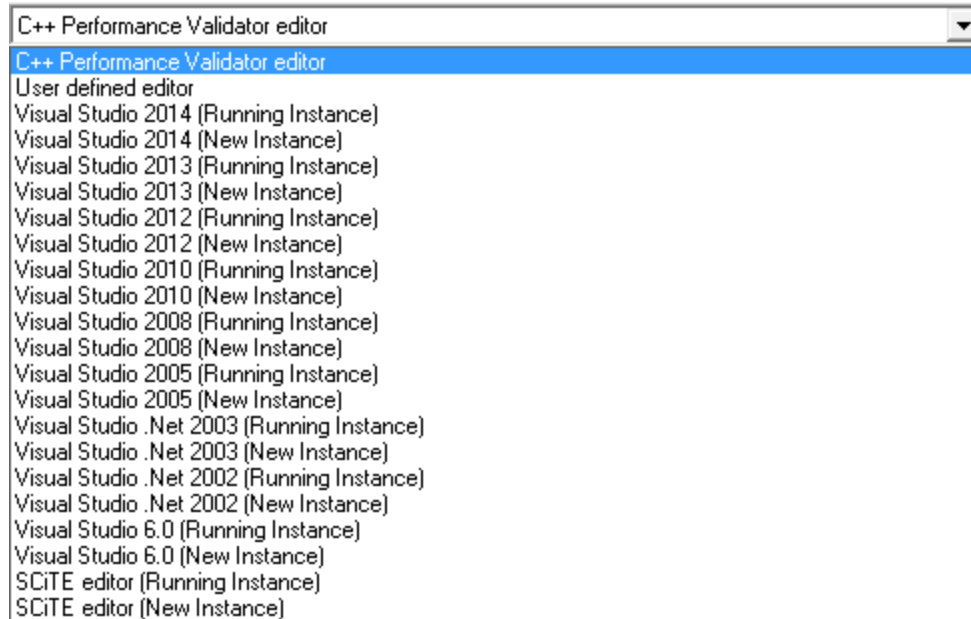 C++ Performance Validator editor
C++ Performance Validator editor
User defined editor
Visual Studio 2014 (Running Instance)
Visual Studio 2014 (New Instance)
Visual Studio 2013 (Running Instance)
Visual Studio 2013 (New Instance)
Visual Studio 2012 (Running Instance)
Visual Studio 2012 (New Instance)
Visual Studio 2010 (Running Instance)
Visual Studio 2010 (New Instance)
Visual Studio 2008 (Running Instance)
Visual Studio 2008 (New Instance)
Visual Studio 2005 (Running Instance)
Visual Studio 2005 (New Instance)
Visual Studio .Net 2003 (Running Instance)
Visual Studio .Net 2003 (New Instance)
Visual Studio .Net 2002 (Running Instance)
Visual Studio .Net 2002 (New Instance)
Visual Studio 6.0 (Running Instance)
Visual Studio 6.0 (New Instance)
SCiTE editor (Running Instance)
SCiTE editor (New Instance)